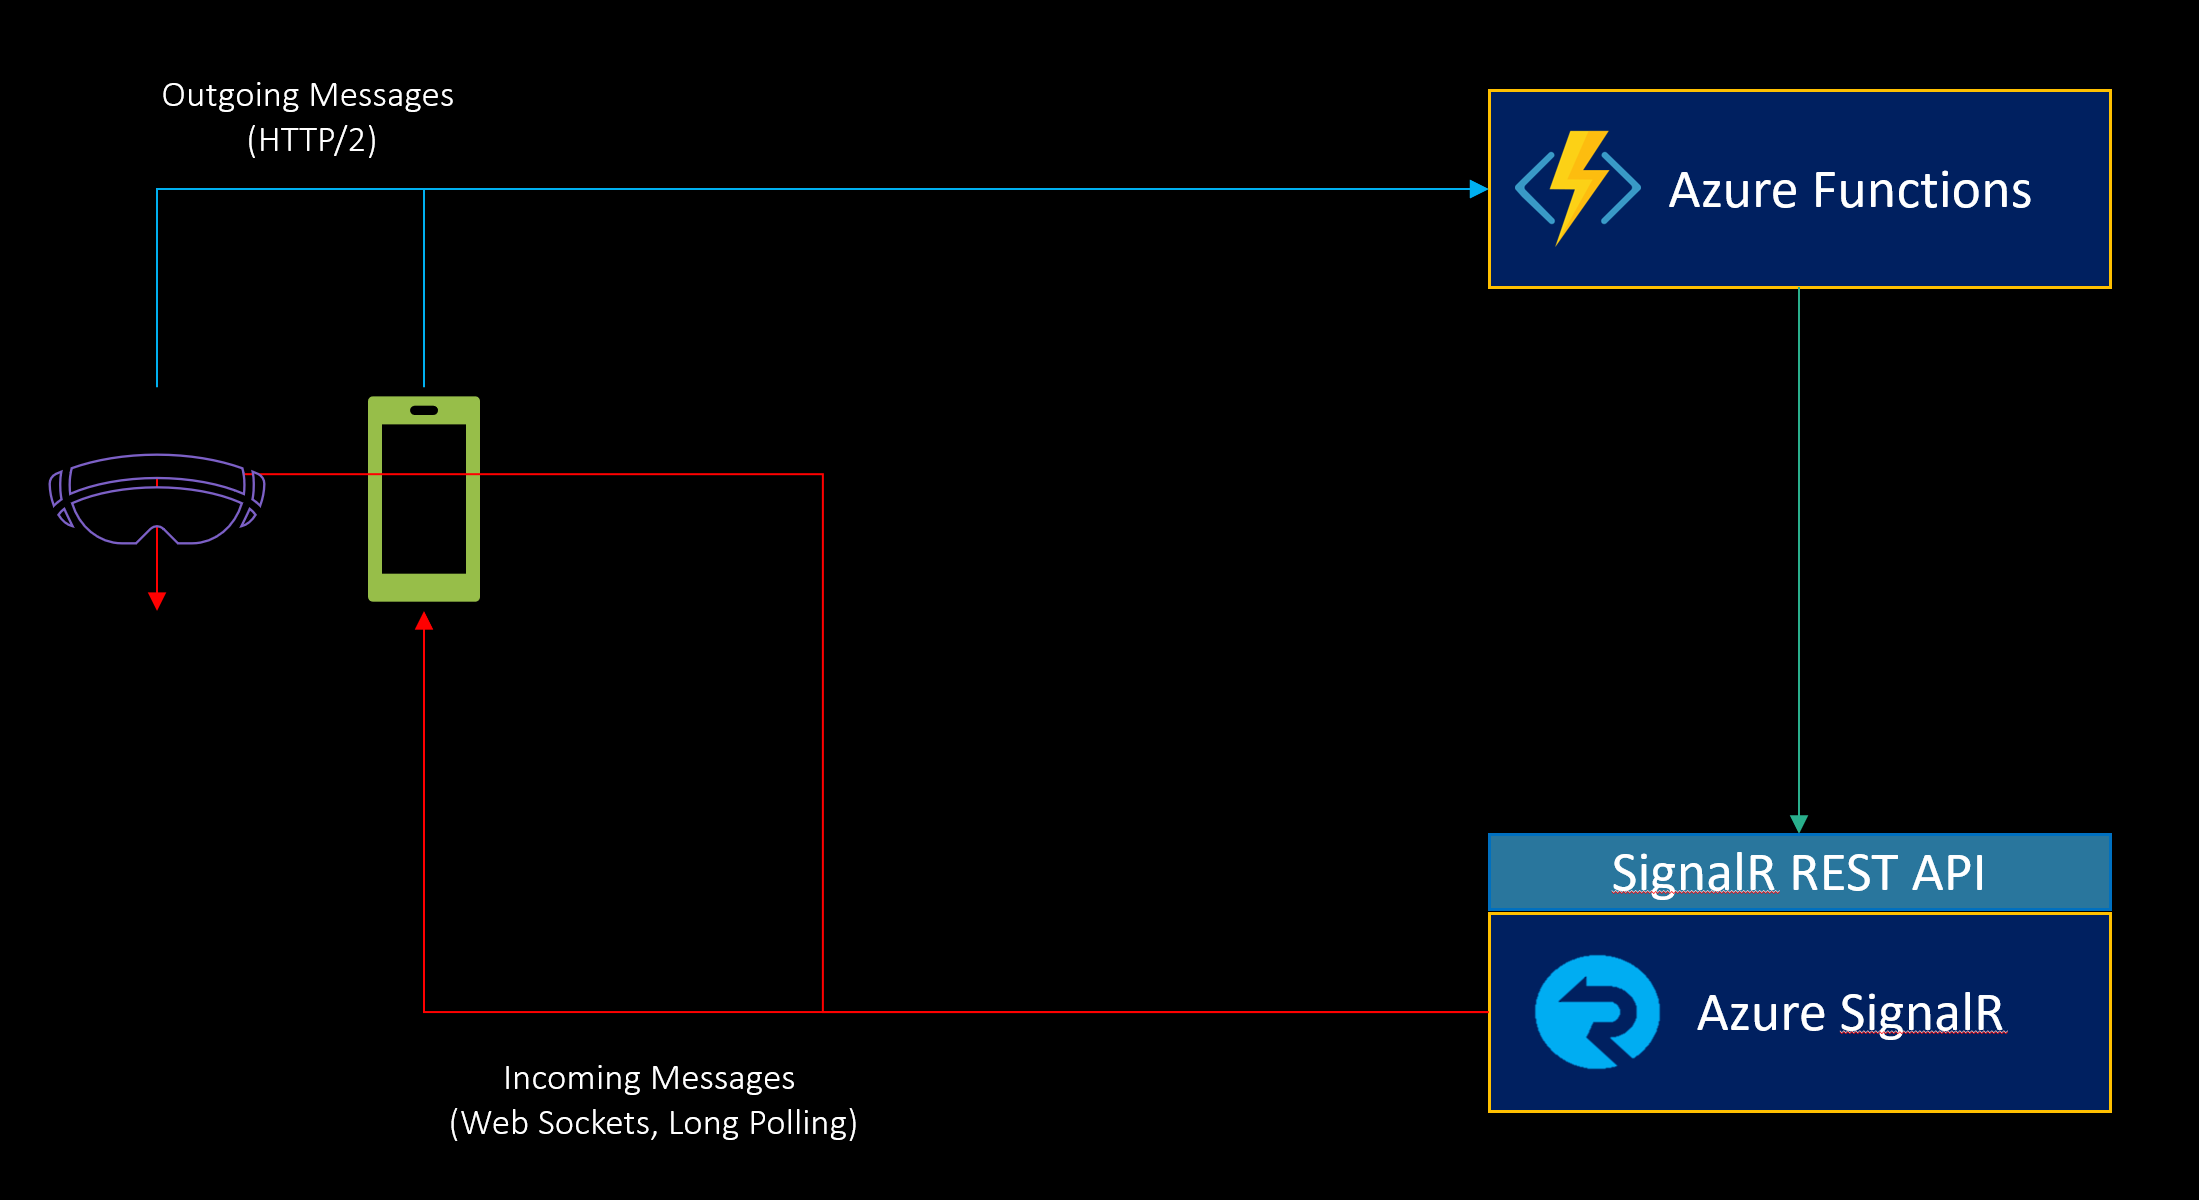 Outgoing Messages
(HTTP/2)
Azure Functions
SignalR REST API
Azure SignalR
Incoming Messages
(Web Sockets, Long Polling)